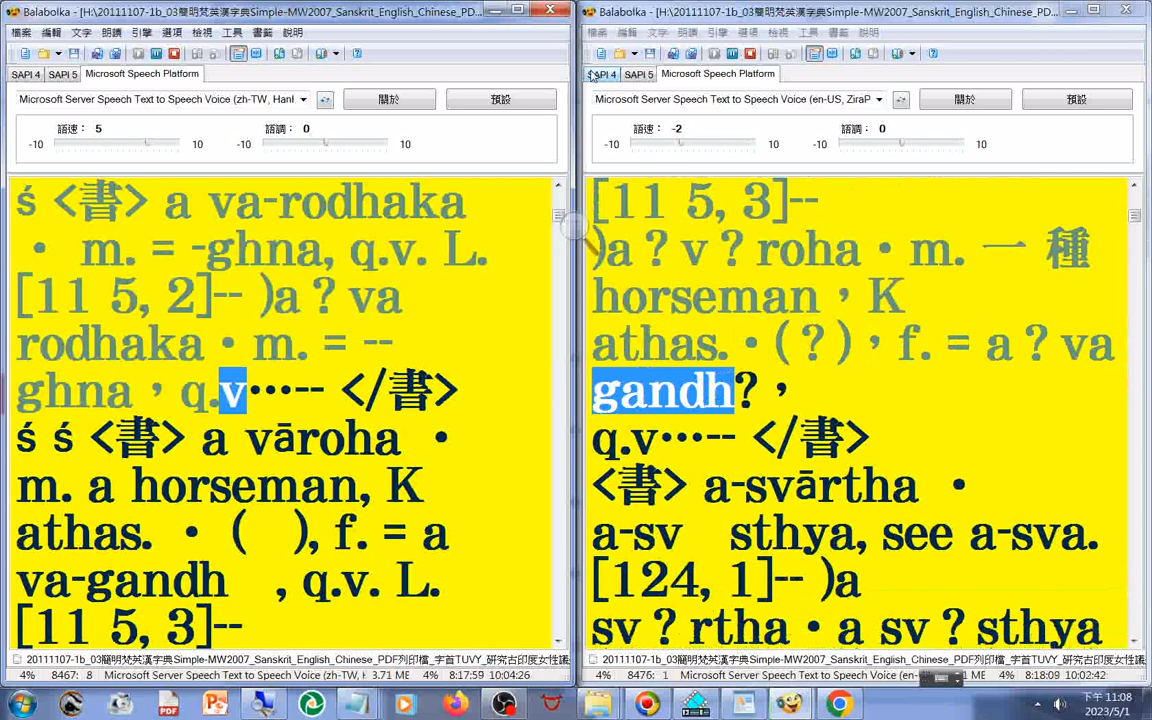 Balabolka - [H:\20111107-1b_03簡明梵英漢字典Simple-MW2007_Sanskrit_English_Chinese_PD...
檔案 編輯 文字 朗讀 引擎 選項 檢視 工具 書籤 說明
SAPI 4 SAPI 5 Microsoft Speech Platform
Microsoft Server Speech Text to Speech Voice (zh-TW, HanH
關於
預設
語速： 5
語調： 0
-10 10 -10 10
ś <書> a va-rodhaka
• m. = -ghna, q.v. L.
[11 5, 2]-- )a？va
rodhaka・m. = --
ghna，q.v…-- </書>
ś ś <書> a vāroha •
m. a horseman, K
athas. • ( ), f. = a
va-gandh , q.v. L.
[11 5, 3]--
20111107-1b_03簡明梵英漢字典Simple-MW2007_Sanskrit_English_Chinese_PDF列印檔_字首TUVY_研究古印度女性議
4% 8467: 8 Microsoft Server Speech Text to Speech Voice (zh-TW, H 3.71 ME 4% 8:17:59 10:04:26
Balabolka - [H:\20111107-1b_03簡明梵英漢字典Simple-MW2007_Sanskrit_English_Chinese_PD...
檔案 編輯 文字 朗讀 引擎 選項 檢視 工具 書籤 說明
SAPI 4 SAPI 5 Microsoft Speech Platform
Microsoft Server Speech Text to Speech Voice (en-US, ZiraP
關於
預設
語速： -2
語調： 0
-10 10 -10 10
[11 5, 3]--
)a？v？roha・m. 一 種
horseman，K
athas.・(？)，f. = a？va
gandh?，
q.v…-- </書>
<書> a-svārtha •
a-sv sthya, see a-sva.
[124, 1]-- )a
sv？rtha・a sv？sthya
20111107-1b_03簡明梵英漢字典Simple-MW2007_Sanskrit_English_Chinese_PDF列印檔_字首TUVY_研究古印度女性議
4% 8476: 1 Microsoft Server Speech Text to Speech Voice (en 3.71 ME 4% 8:18:09 10:02:42
下午 11:08
2023/5/1